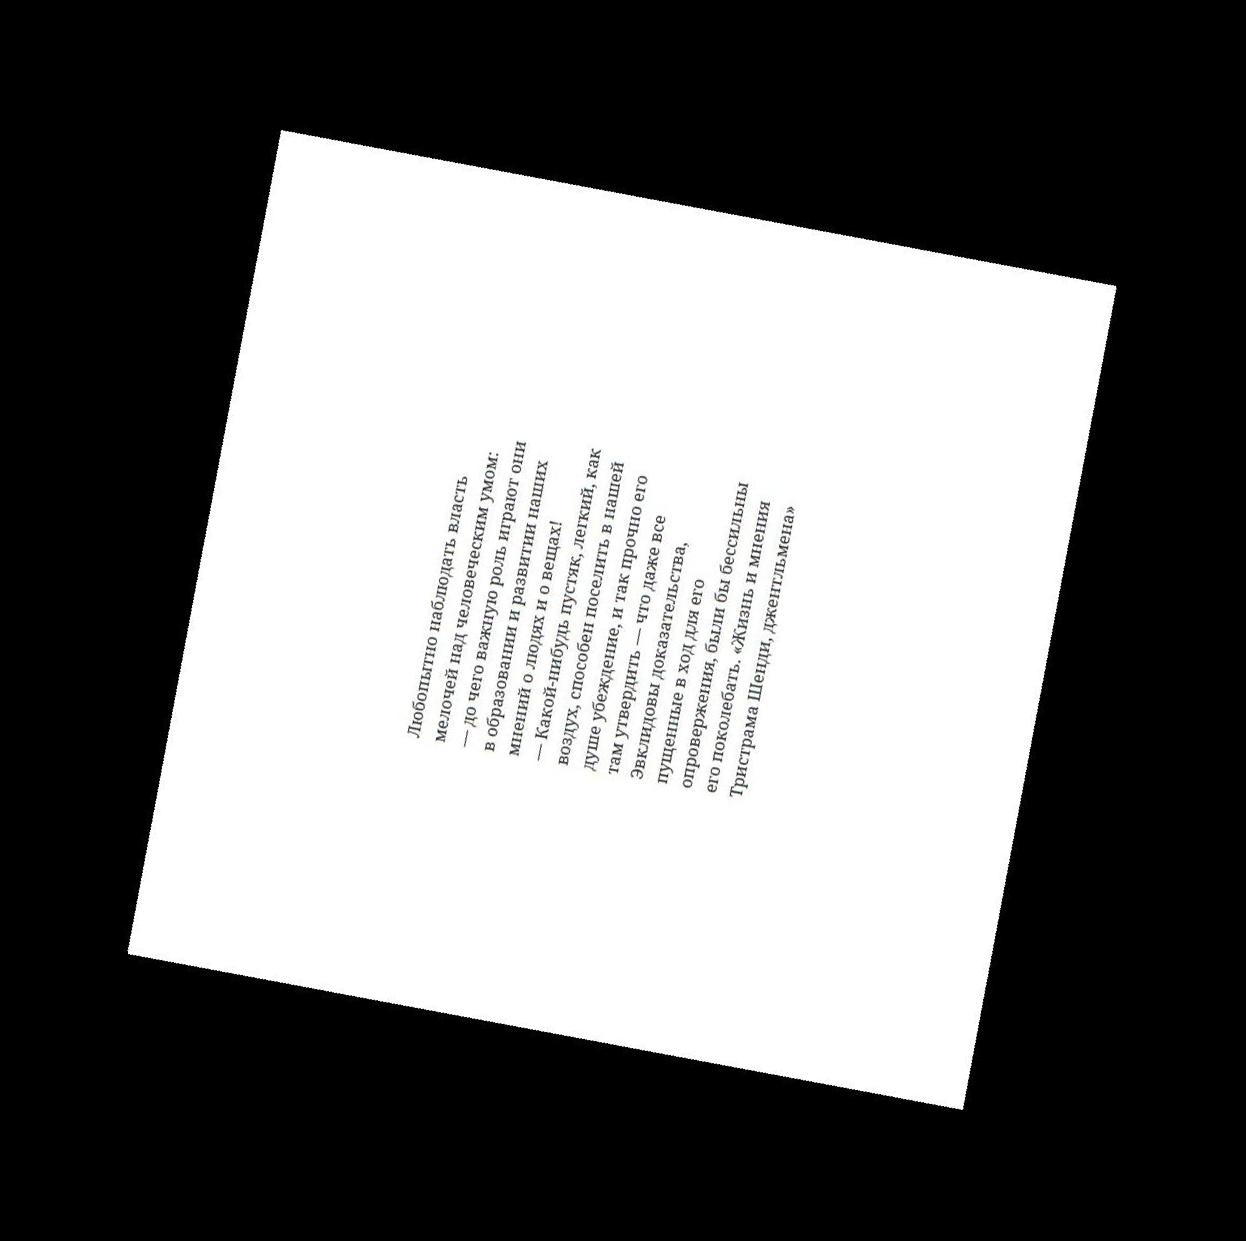 Любопытно наблюдать власть
мелочей над человеческим умом:
— до чего важную роль играют они
в образовании и развитии наших
мнений о людях и о вещах!
— Какой-нибудь пустяк, легкий, как
воздух, способен поселить в нашей
душе убеждение, и так прочно его
там утвердить — что даже все
Эвклидовы доказательства,
пущенные в ход для его
опровержения, были бы бессильны
его поколебать. «Жизнь и мнения
Тристрама Шенди, джентльмена»